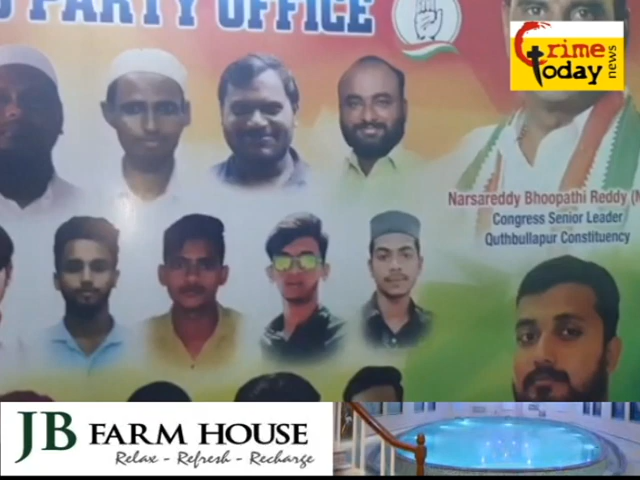 PARTY OFFICE
Crime
Today
news
Narsareddy Bhoopathi Reddy (
Congress Senior Leader
Quthbullapur Constituency
JB FARM HOUSE
Relax - Refresh - Recharge